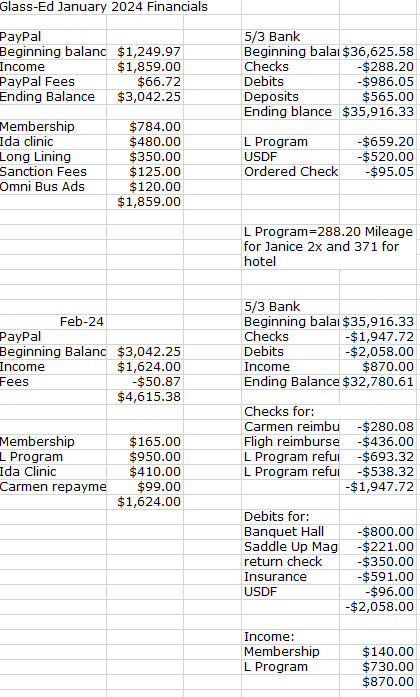 Glass-Ed January 2024 Financials
PayPal 5/3 Bank
Beginning balanc $1,249.97 Beginning balar $36,625.58
Income $1,859.00 Checks -$288.20
PayPal Fees $66.72 Debits -$986.05
Ending Balance $3,042.25 Deposits $565.00
Ending blance $35,916.33
Membership $784.00
Ida clinic $480.00 L Program -$659.20
Long Lining $350.00 USDF -$520.00
Sanction Fees $125.00 Ordered Check -$95.05
Omni Bus Ads $120.00
$1,859.00
L Program=288.20 Mileage
for Janice 2x and 371 for
hotel
5/3 Bank
Feb-24 Beginning balar $35,916.33
PayPal Checks -$1,947.72
Beginning Balanc $3,042.25 Debits -$2,058.00
Income $1,624.00 Income $870.00
Fees -$50.87 Ending Balance $32,780.61
$4,615.38
Checks for:
Carmen reimbu -$280.08
Membership $165.00 Fligh reimburse -$436.00
L Program $950.00 L Program refui -$693.32
Ida Clinic $410.00 L Program refui -$538.32
Carmen repayme $99.00 -$1,947.72
$1,624.00
Debits for:
Banquet Hall -$800.00
Saddle Up Mag -$221.00
return check -$350.00
Insurance -$591.00
USDF -$96.00
-$2,058.00
Income:
Membership $140.00
L Program $730.00
$870.00